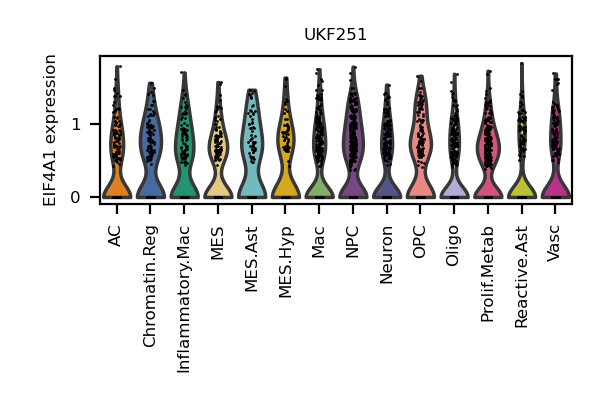 UKF251
EIF4A1 expression
1
0
AC
Chromatin.Reg
Inflammatory.Mac
MES
MES.Ast
MES.Hyp
Mac
NPC
Neuron
OPC
Oligo
Prolif.Metab
Reactive.Ast
Vasc